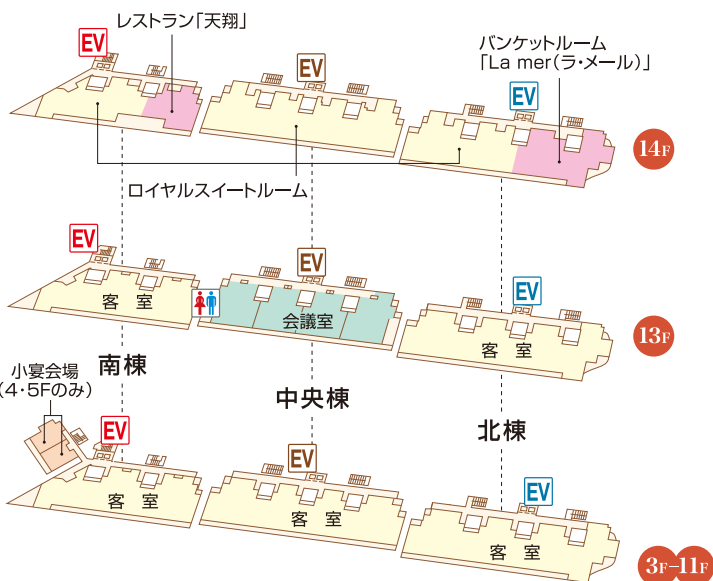 レストラン「天翔」
EV
EV
バンケットルーム
「La mer(ラ・メール)」
EV
14F
ロイヤルスイートルーム
EV
EV
EV
客 室
会議室
客 室
13F
南棟
中央棟
北棟
小宴会場
(4・5Fのみ)
EV
EV
EV
客 室
客 室
客 室
3F-11F